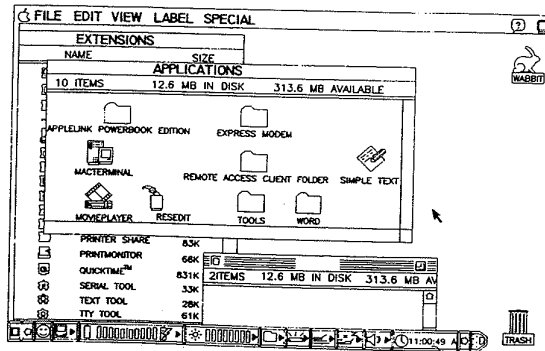 FILE EDIT VIEW LABEL SPECIAL
?
EXTENSIONS
NAME SIZE
WABBIT
APPLICATIONS
10 ITEMS 12.6 MB IN DISK 313.6 MB AVAILABLE
APPLELINK POWERBOOK EDITION EXPRESS MODEM
MACTERMINAL REMOTE ACCESS CLIENT FOLDER SIMPLE TEXT
MOVIEPLAYER RESEDIT TOOLS WORD
PRINTER SHARE 83K
PRINTMONITOR 66K
QUICKTIME™ 831K
SERIAL TOOL 33K
TEXT TOOL 28K
TTY TOOL 61K
2ITEMS 12.6 MB IN DISK 313.6 MB AV
11:00:49 A
TRASH